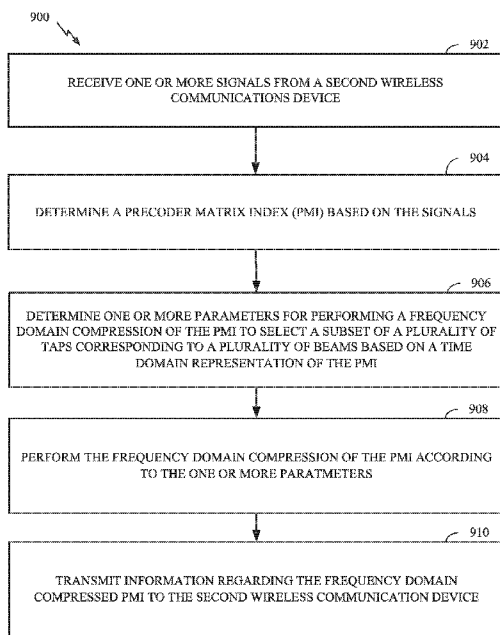 900
902
RECEIVE ONE OR MORE SIGNALS FROM A SECOND WIRELESS
COMMUNICATIONS DEVICE
904
DETERMINE A PRECODER MATRIX INDEX (PMI) BASED ON THE SIGNALS
906
DETERMINE ONE OR MORE PARAMETERS FOR PERFORMING A FREQUENCY
DOMAIN COMPRESSION OF THE PMI TO SELECT A SUBSET OF A PLURALITY OF
TAPS CORRESPONDING TO A PLURALITY OF BEAMS BASED ON A TIME
DOMAIN REPRESENTATION OF THE PMI
908
PERFORM THE FREQUENCY DOMAIN COMPRESSION OF THE PMI ACCORDING
TO THE ONE OR MORE PARATMETERS
910
TRANSMIT INFORMATION REGARDING THE FREQUENCY DOMAIN
COMPRESSED PMI TO THE SECOND WIRELESS COMMUNICATION DEVICE